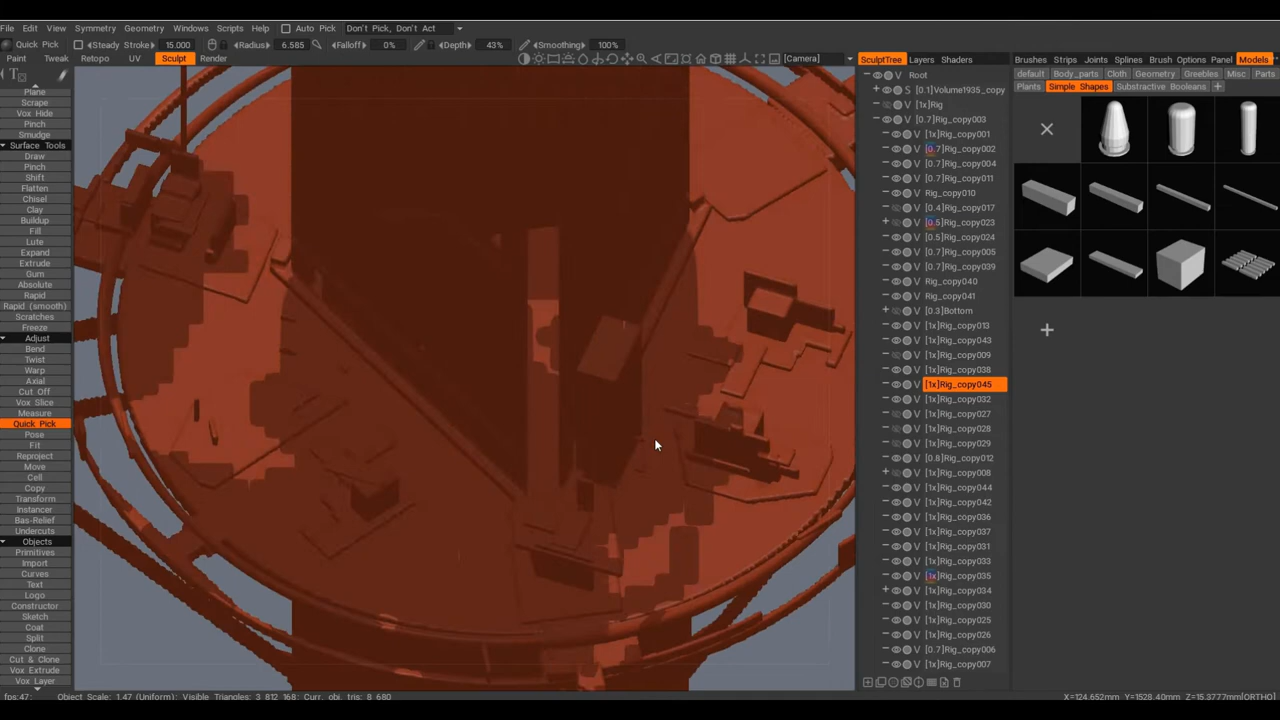 File Edit View Symmetry Geometry Windows Scripts Help Auto Pick Don't Pick, Don't Act
Quick Pick Steady Stroke 15.000 Radius 6.585 Falloff 0% Depth 43% Smoothing 100%
Paint Tweak Retopo UV Sculpt Render [Camera]
SculptTree Layers Shaders
Brushes Strips Joints Splines Brush Options Panel Models
default Body_parts Cloth Geometry Greebles Misc Parts
Plants Simple Shapes Substractive Booleans +
T
Plane
Scrape
Vox Hide
Pinch
Smudge
Surface Tools
Draw
Pinch
Shift
Flatten
Chisel
Clay
Buildup
Fill
Lute
Expand
Extrude
Gum
Absolute
Rapid
Rapid (smooth)
Scratches
Freeze
Adjust
Bend
Twist
Warp
Axial
Cut Off
Vox Slice
Measure
Quick Pick
Pose
Fit
Reproject
Move
Cell
Copy
Transform
Instancer
Bas-Relief
Undercuts
Objects
Primitives
Import
Curves
Text
Logo
Constructor
Sketch
Coat
Split
Clone
Cut & Clone
Vox Extrude
Vox Layer
V Root
S [0.1]Volume1935_copy
V [1x]Rig
V [0.7]Rig_copy003
V [1x]Rig_copy001
V [0.7]Rig_copy002
V [0.7]Rig_copy004
V [0.7]Rig_copy011
V Rig_copy010
V [0.4]Rig_copy017
V [0.5]Rig_copy023
V [0.5]Rig_copy024
V [0.7]Rig_copy005
V [0.7]Rig_copy039
V Rig_copy040
V Rig_copy041
V [0.3]Bottom
V [1x]Rig_copy013
V [1x]Rig_copy043
V [1x]Rig_copy009
V [1x]Rig_copy038
V [1x]Rig_copy045
V [1x]Rig_copy032
V [1x]Rig_copy027
V [1x]Rig_copy028
V [1x]Rig_copy029
V [0.8]Rig_copy012
V [1x]Rig_copy008
V [1x]Rig_copy044
V [1x]Rig_copy042
V [1x]Rig_copy036
V [1x]Rig_copy037
V [1x]Rig_copy031
V [1x]Rig_copy033
V [1x]Rig_copy035
V [1x]Rig_copy034
V [1x]Rig_copy030
V [1x]Rig_copy025
V [1x]Rig_copy026
V [0.7]Rig_copy006
V [1x]Rig_copy007
fps:47; Object Scale: 1.47 (Uniform); Visible Triangles: 3 812 168; Curr. obj. tris: 8 680
X=124.652mm Y=1528.40mm Z=15.3777mm[ORTHO]